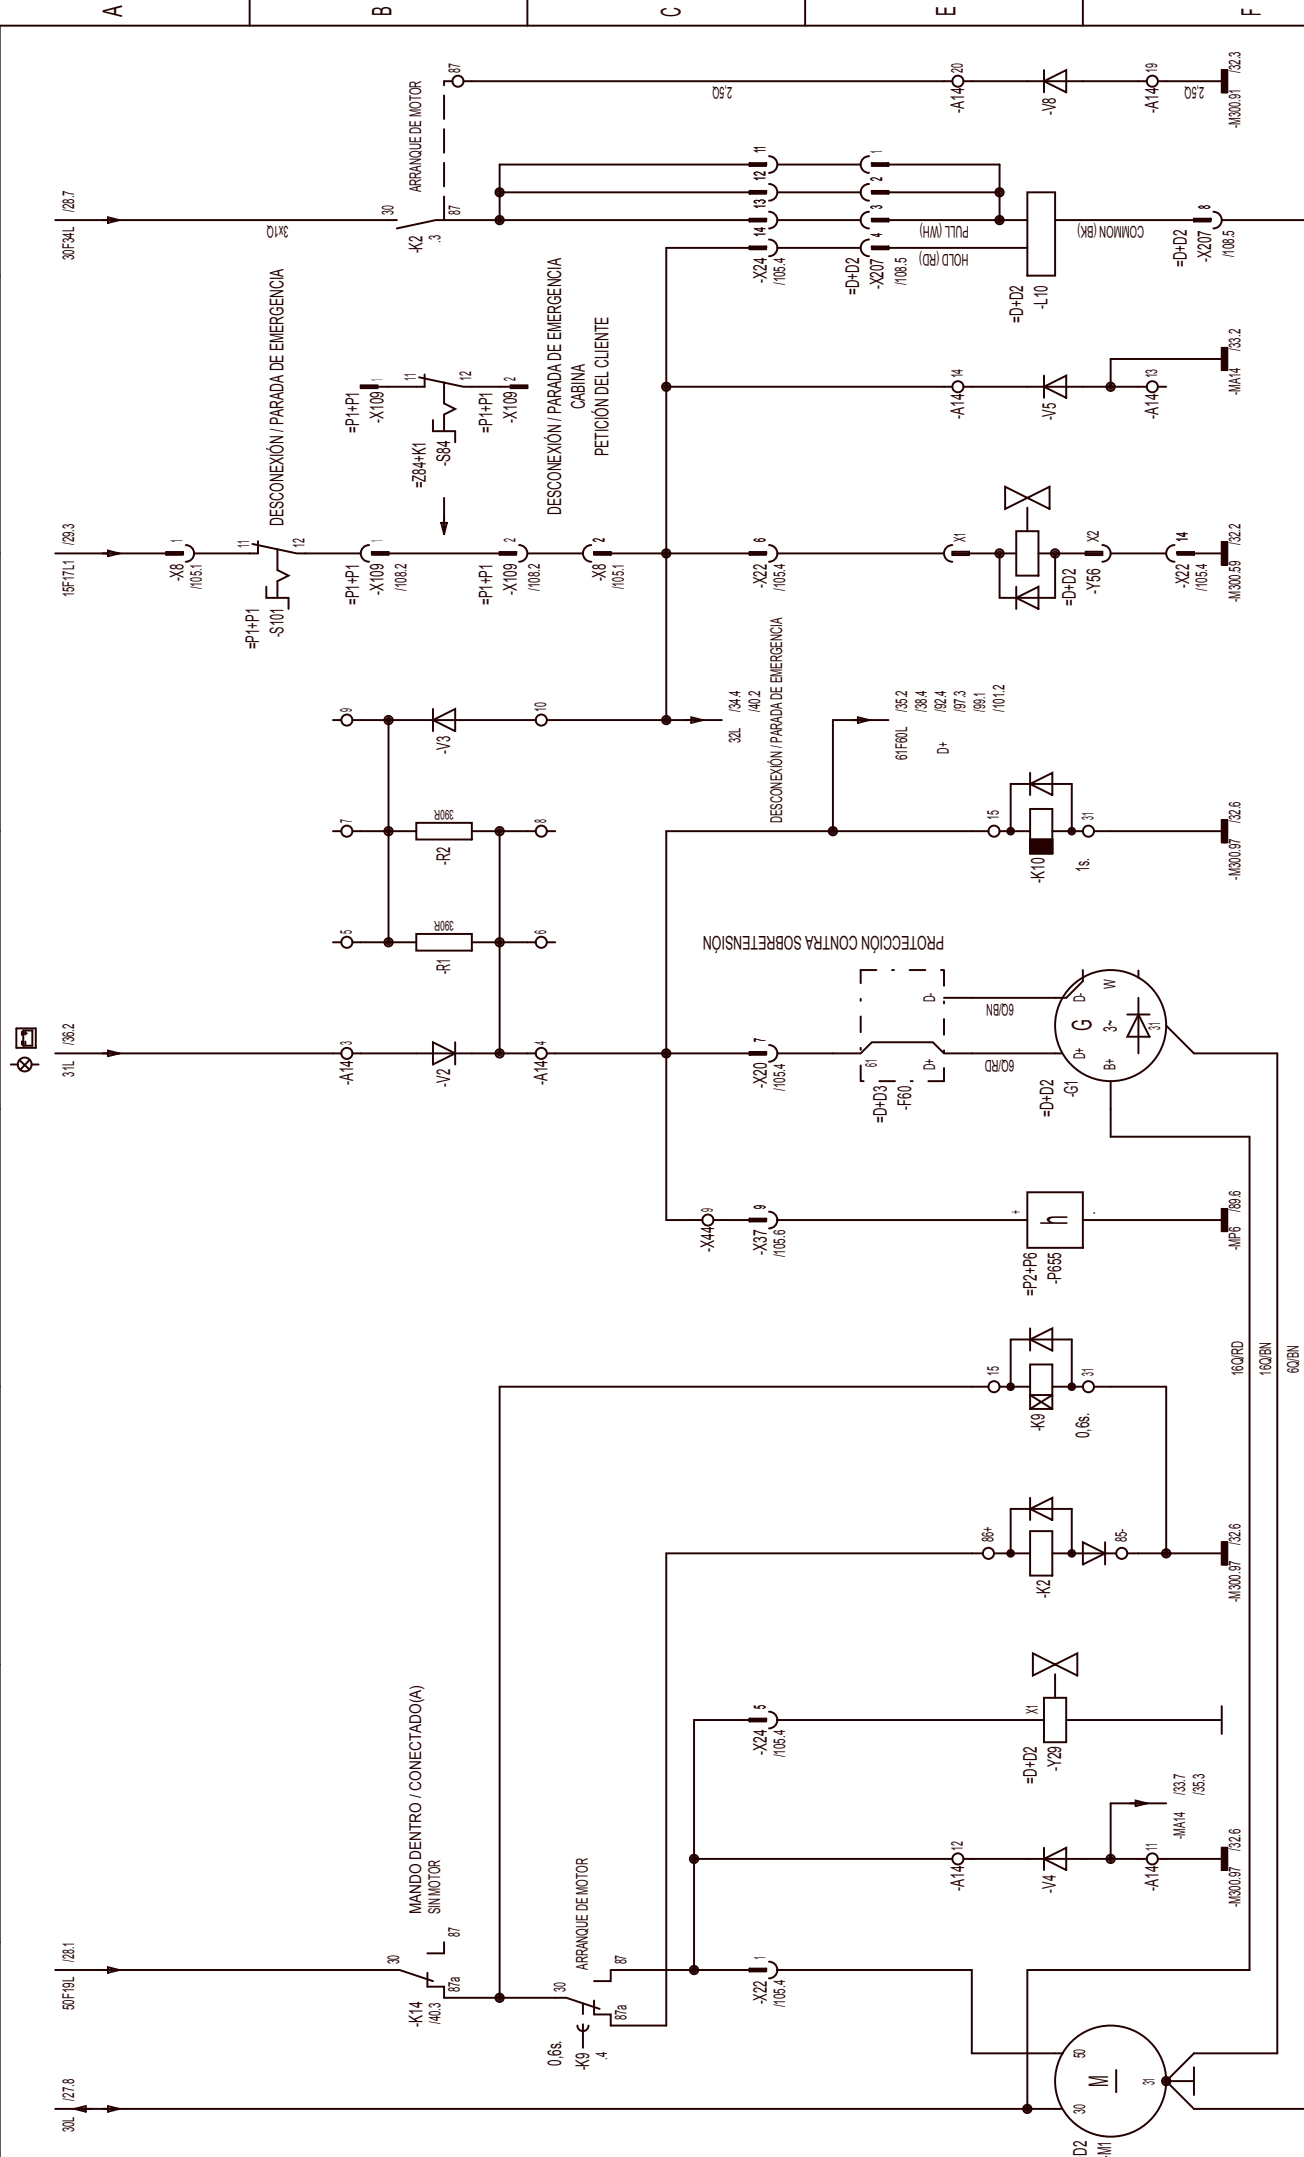 A
B
C
E
F
30F34L /28.7
3x1Q
30
ARRANQUE DE MOTOR
87
-K2
.3
87
2,5Q
20
-A14
-V8
19
-A14
2,5Q
-M300.91 /32.3
11
12
13
14
-X24
/105.4
1
2
3
4
=D+D2
-X207
/108.5
PULL (WH)
HOLD (RD)
=D+D2
-L10
COMMON (BK)
8
=D+D2
-X207
/108.5
15F17L1 /29.3
1
-X8
/105.1
11
12
=P1+P1
-S101
DESCONEXIÓN / PARADA DE EMERGENCIA
1
=P1+P1
-X109
/108.2
2
=P1+P1
-X109
/108.2
1
=P1+P1
-X109
11
12
=Z84+K1
-S84
2
=P1+P1
-X109
DESCONEXIÓN / PARADA DE EMERGENCIA
CABINA
PETICIÓN DEL CLIENTE
2
-X8
/105.1
6
-X22
/105.4
14
-A14
-V5
13
-A14
-MA14 /33.2
X1
X2
=D+D2
-Y56
14
-X22
/105.4
-M300.59 /32.2
9
-V3
10
7
390R
-R2
8
5
390R
-R1
6
32L /34.4
/40.2
DESCONEXIÓN / PARADA DE EMERGENCIA
61F60L /35.2
/38.4
D+ /92.4
/97.3
/99.1
/101.2
15
-K10
1s.
31
-M300.97 /32.6
31L /36.2
3
-A14
-V2
4
-A14
7
-X20
/105.4
PROTECCIÓN CONTRA SOBRETENSIÓN
61
D+
D-
=D+D3
-F60
6Q/BN
6Q/RD
D-
W
D+
G
3~
B+
31
=D+D2
-G1
9
-X44
9
-X37
/105.6
+
h
-
=P2+P6
-P655
-MP6 /89.6
15
-K9
0,6s.
31
86+
-K2
85-
-M300.97 /32.6
16Q/RD
16Q/BN
6Q/BN
5
-X24
/105.4
X1
=D+D2
-Y29
12
-A14
-V4
11
-A14
-MA14 /33.7
/35.3
-M300.97 /32.6
50F19L /28.1
MANDO DENTRO / CONECTADO(A)
SIN MOTOR
30
87
87a
-K14
/40.3
ARRANQUE DE MOTOR
30
87
87a
0,6s.
-K9
.4
1
-X22
/105.4
30L /27.8
50
M
30
31
D2
-M1